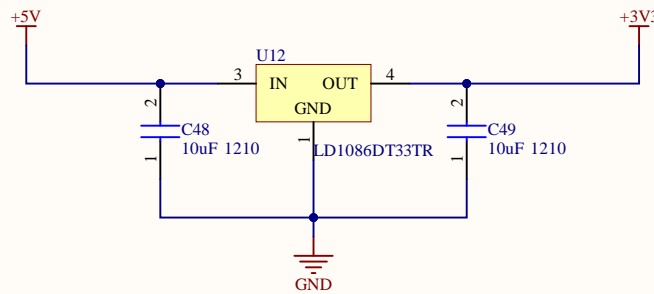 +5V
+3V3
U12
3
IN
OUT
4
GND
2
C48
10uF 1210
1
1
LD1086DT33TR
2
C49
10uF 1210
1
GND